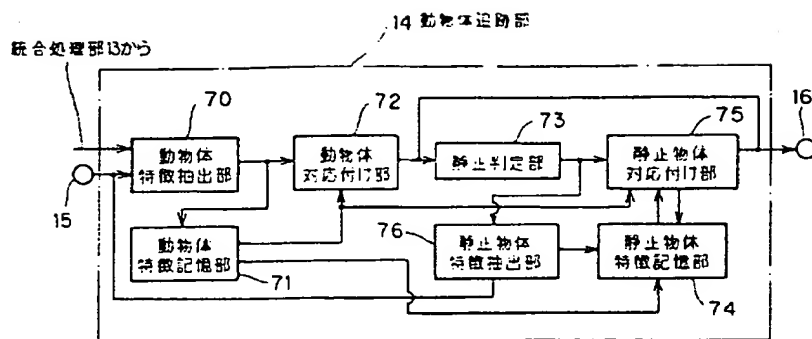 14 動物体追跡部
統合処理部13から
70
動物体
特徴抽出部
72
動物体
対応付け部
73
静止判定部
75
静止物体
対応付け部
16
15
動物体
特徴記憶部
71
76
静止物体
特徴抽出部
静止物体
特徴記憶部
74